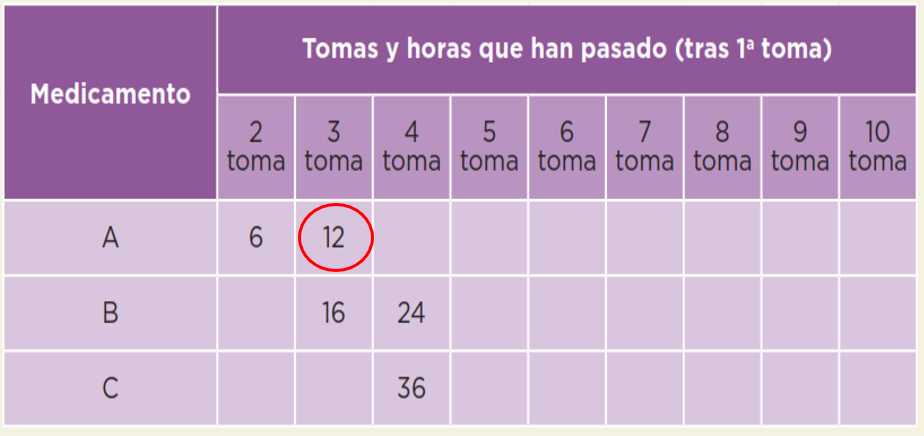 Medicamento
Tomas y horas que han pasado (tras 1ª toma)
2 toma
3 toma
4 toma
5 toma
6 toma
7 toma
8 toma
9 toma
10 toma
A 6 12
B 16 24
C 36